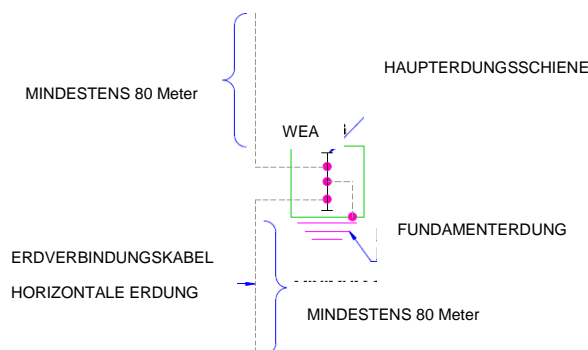 HAUPTERDUNGSSCHIENE
MINDESTENS 80 Meter
WEA
FUNDAMENTERDUNG
ERDVERBINDUNGSKABEL
HORIZONTALE ERDUNG
MINDESTENS 80 Meter